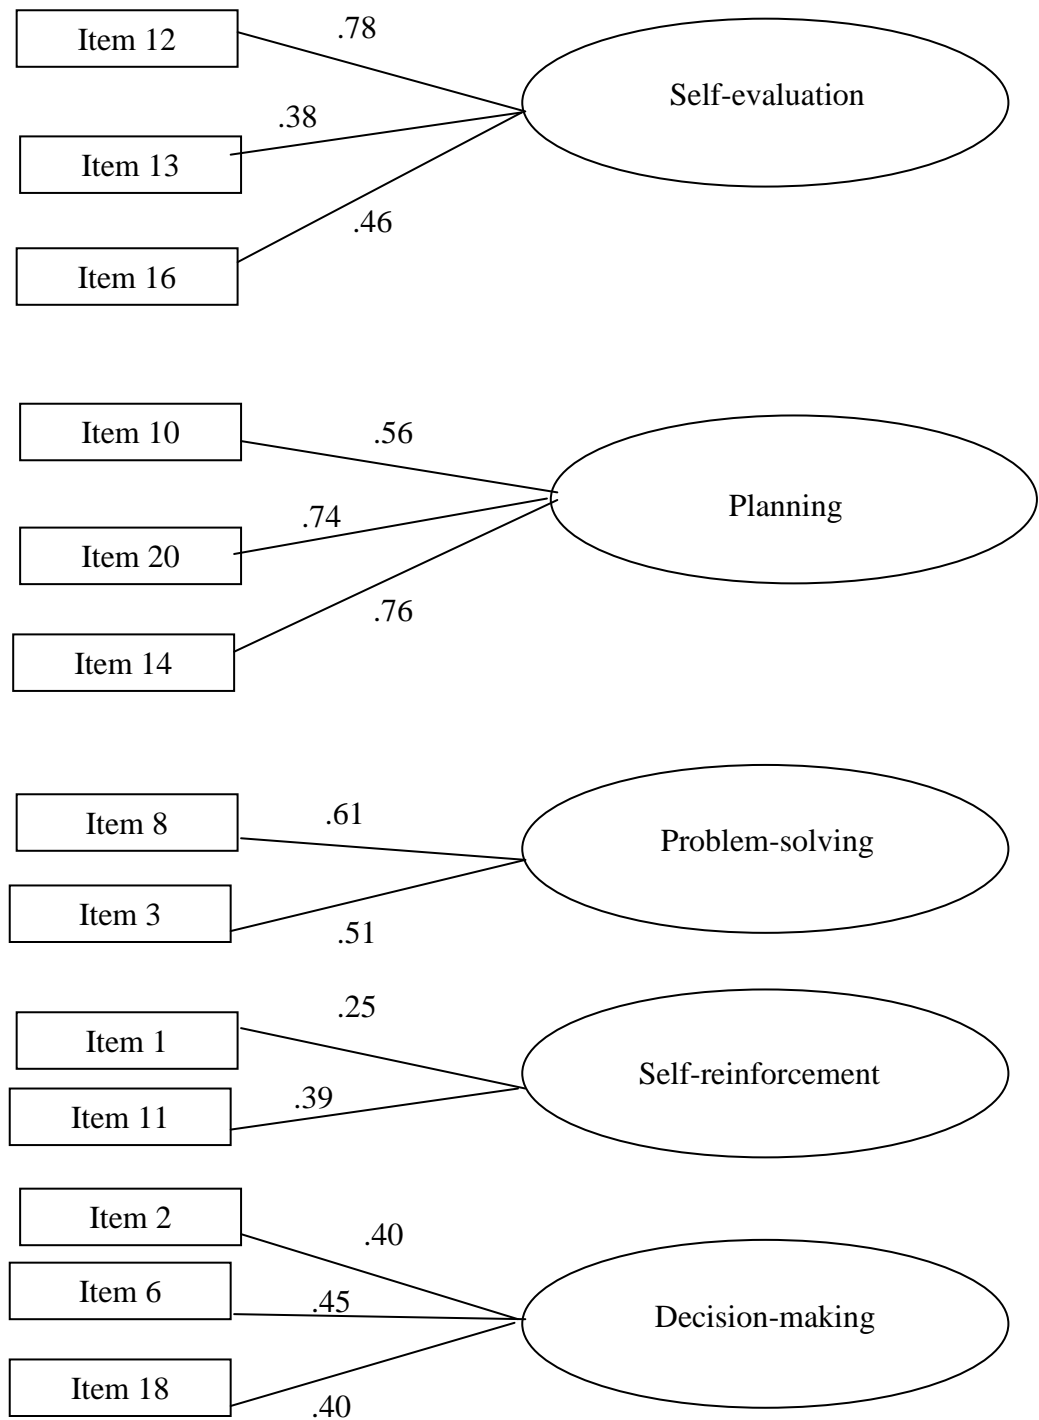 Item 12
.78
Self-evaluation
.38
Item 13
.46
Item 16
Item 10
.56
Planning
.74
Item 20
.76
Item 14
Item 8
.61
Problem-solving
Item 3
.51
.25
Item 1
Self-reinforcement
.39
Item 11
Item 2
.40
Item 6
.45
Decision-making
Item 18
.40